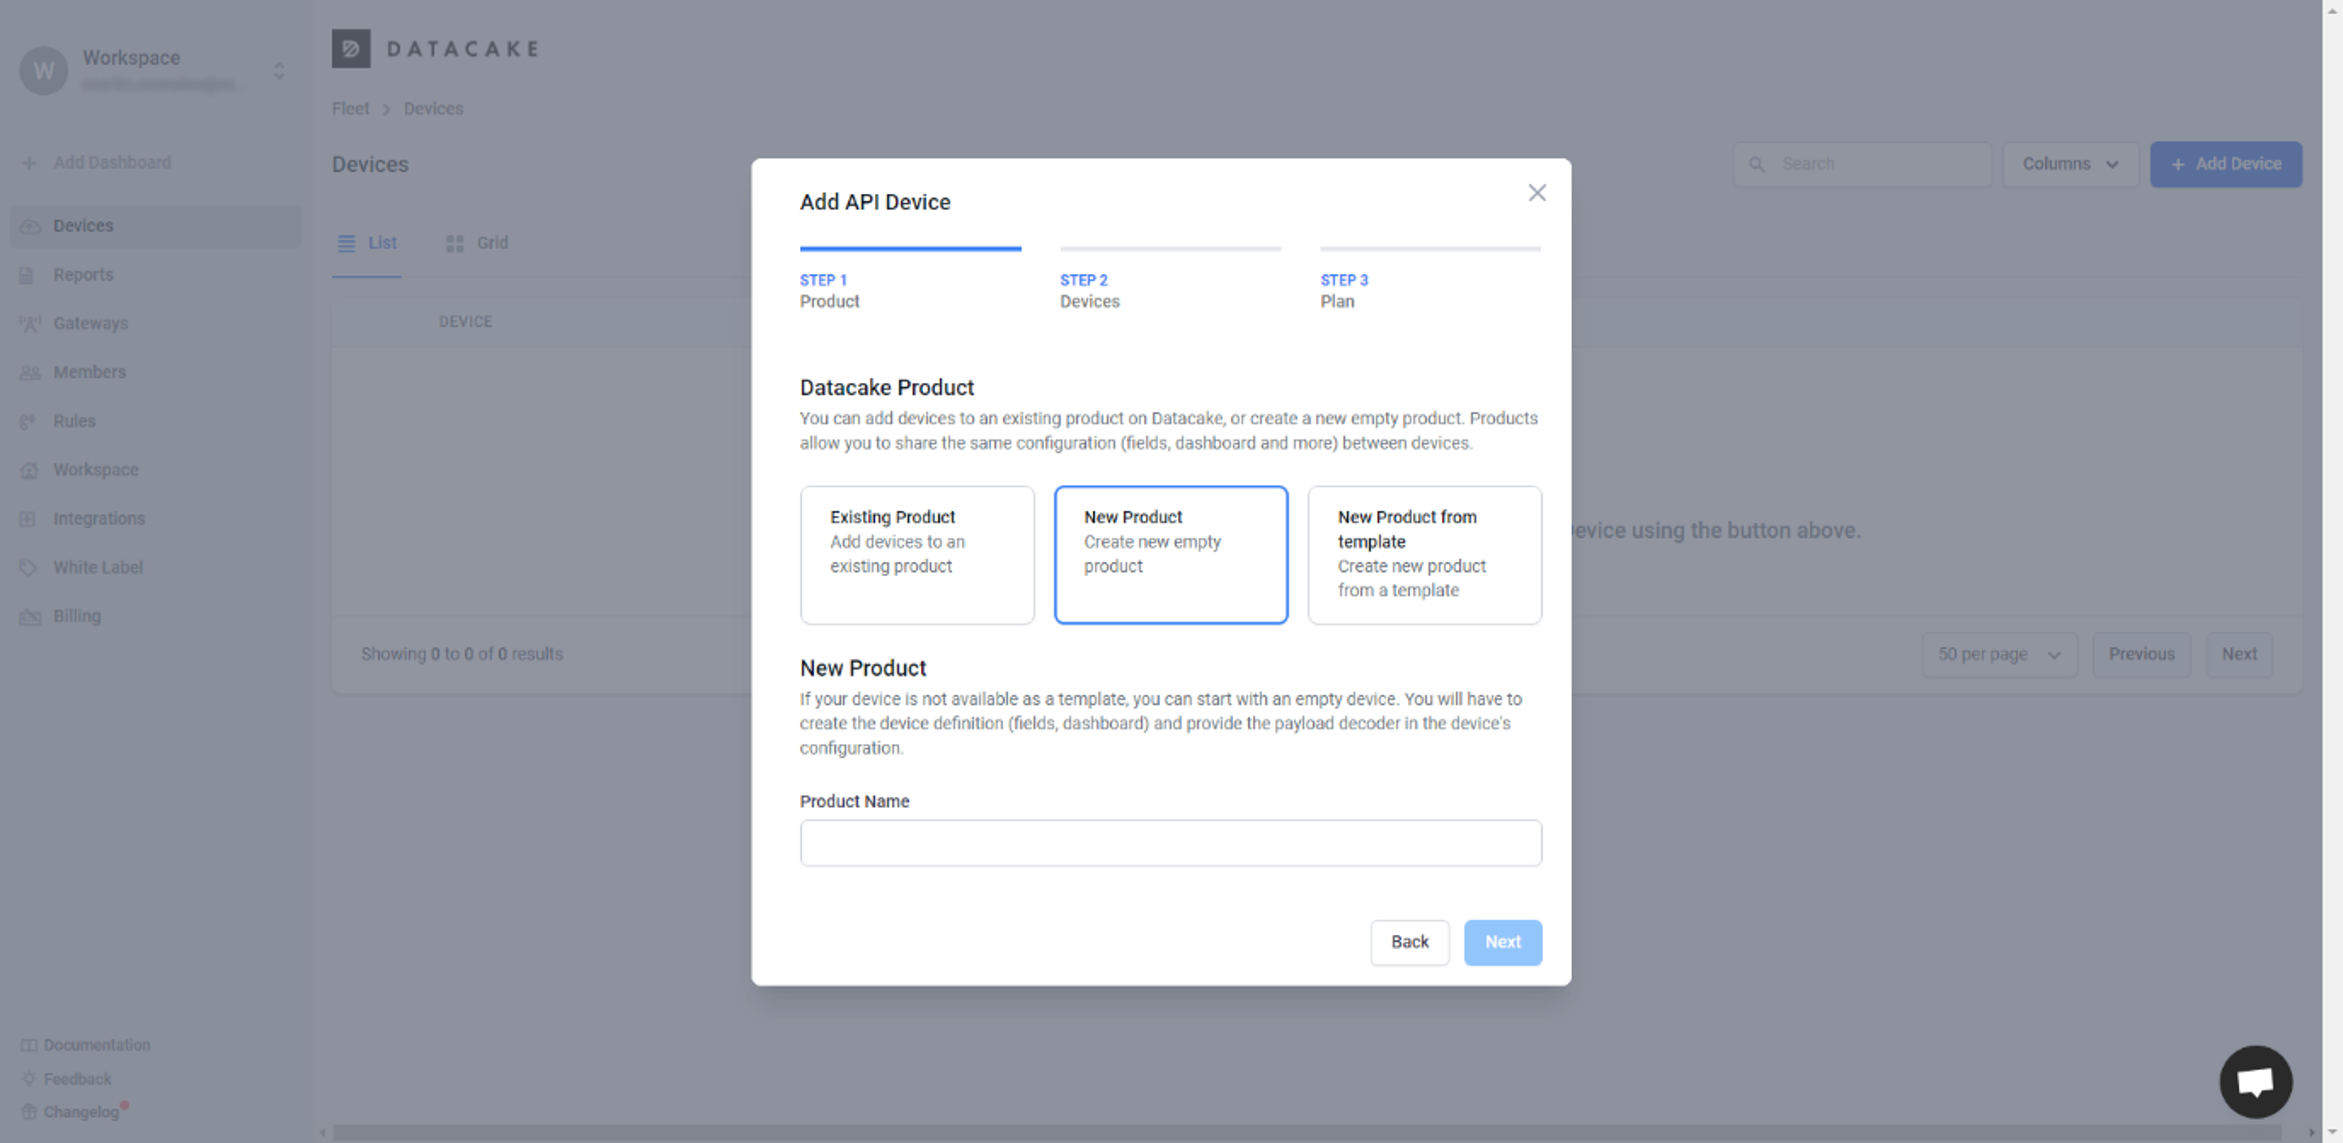 W
Workspace
Add Dashboard
Devices
Reports
Gateways
Members
Rules
Workspace
Integrations
White Label
Billing
Documentation
Feedback
Changelog
DATACAKE
Fleet > Devices
Devices
Search
Columns
+ Add Device
List
Grid
DEVICE
evice using the button above.
Showing 0 to 0 of 0 results
50 per page
Previous
Next
Add API Device
STEP 1
Product
STEP 2
Devices
STEP 3
Plan
Datacake Product
You can add devices to an existing product on Datacake, or create a new empty product. Products
allow you to share the same configuration (fields, dashboard and more) between devices.
Existing Product
Add devices to an
existing product
New Product
Create new empty
product
New Product from
template
Create new product
from a template
New Product
If your device is not available as a template, you can start with an empty device. You will have to
create the device definition (fields, dashboard) and provide the payload decoder in the device's
configuration.
Product Name
Back
Next